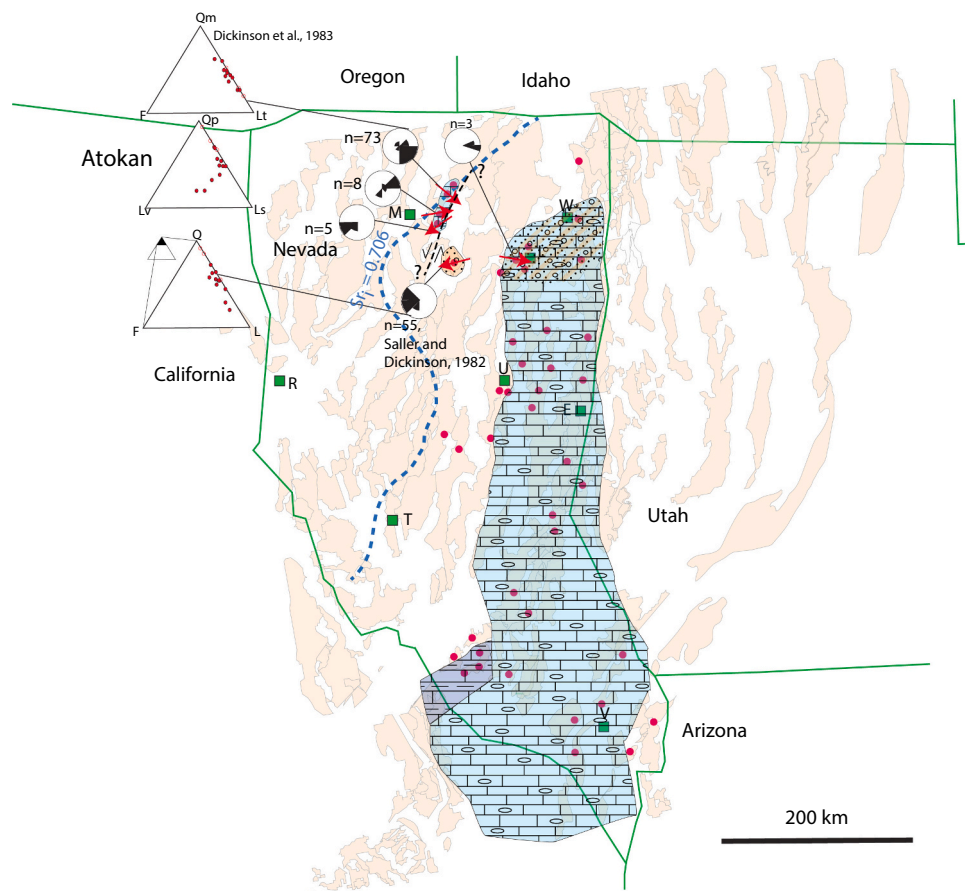 Qm
Dickinson et al., 1983
F
Lt
Oregon
Idaho
Qp
Atokan
n=73
n=3
?
n=8
Lv
Ls
M
W
n=5
Nevada
L
Q
?
Sri = 0.706
F
L
n=55,
Saller and
Dickinson, 1982
California
R
U
E
T
Utah
V
Arizona
200 km